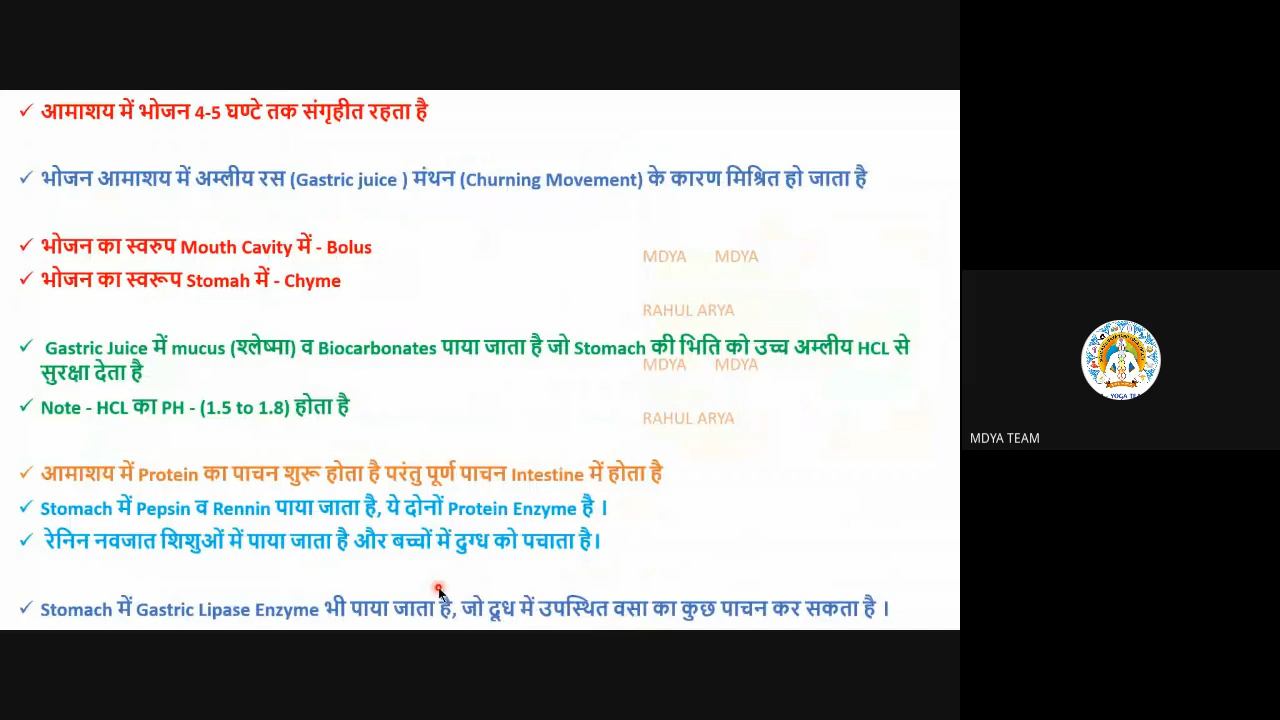 ✓ आमाशय में भोजन 4-5 घण्टे तक संगृहीत रहता है
✓ भोजन आमाशय में अम्लीय रस (Gastric juice ) मंथन (Churning Movement) के कारण मिश्रित हो जाता है
✓ भोजन का स्वरुप Mouth Cavity में - Bolus
✓ भोजन का स्वरूप Stomah में - Chyme
MDYA MDYA
RAHUL ARYA
✓ Gastric Juice में mucus (श्लेष्मा) व Biocarbonates पाया जाता है जो Stomach की भिति को उच्च अम्लीय HCL से
सुरक्षा देता है
MDYA MDYA
✓ Note - HCL का PH - (1.5 to 1.8) होता है
RAHUL ARYA
✓ आमाशय में Protein का पाचन शुरू होता है परंतु पूर्ण पाचन Intestine में होता है
✓ Stomach में Pepsin व Rennin पाया जाता है, ये दोनों Protein Enzyme है ।
✓ रेनिन नवजात शिशुओं में पाया जाता है और बच्चों में दुग्ध को पचाता है।
✓ Stomach में Gastric Lipase Enzyme भी पाया जाता है, जो दूध में उपस्थित वसा का कुछ पाचन कर सकता है ।
MDYA TEAM